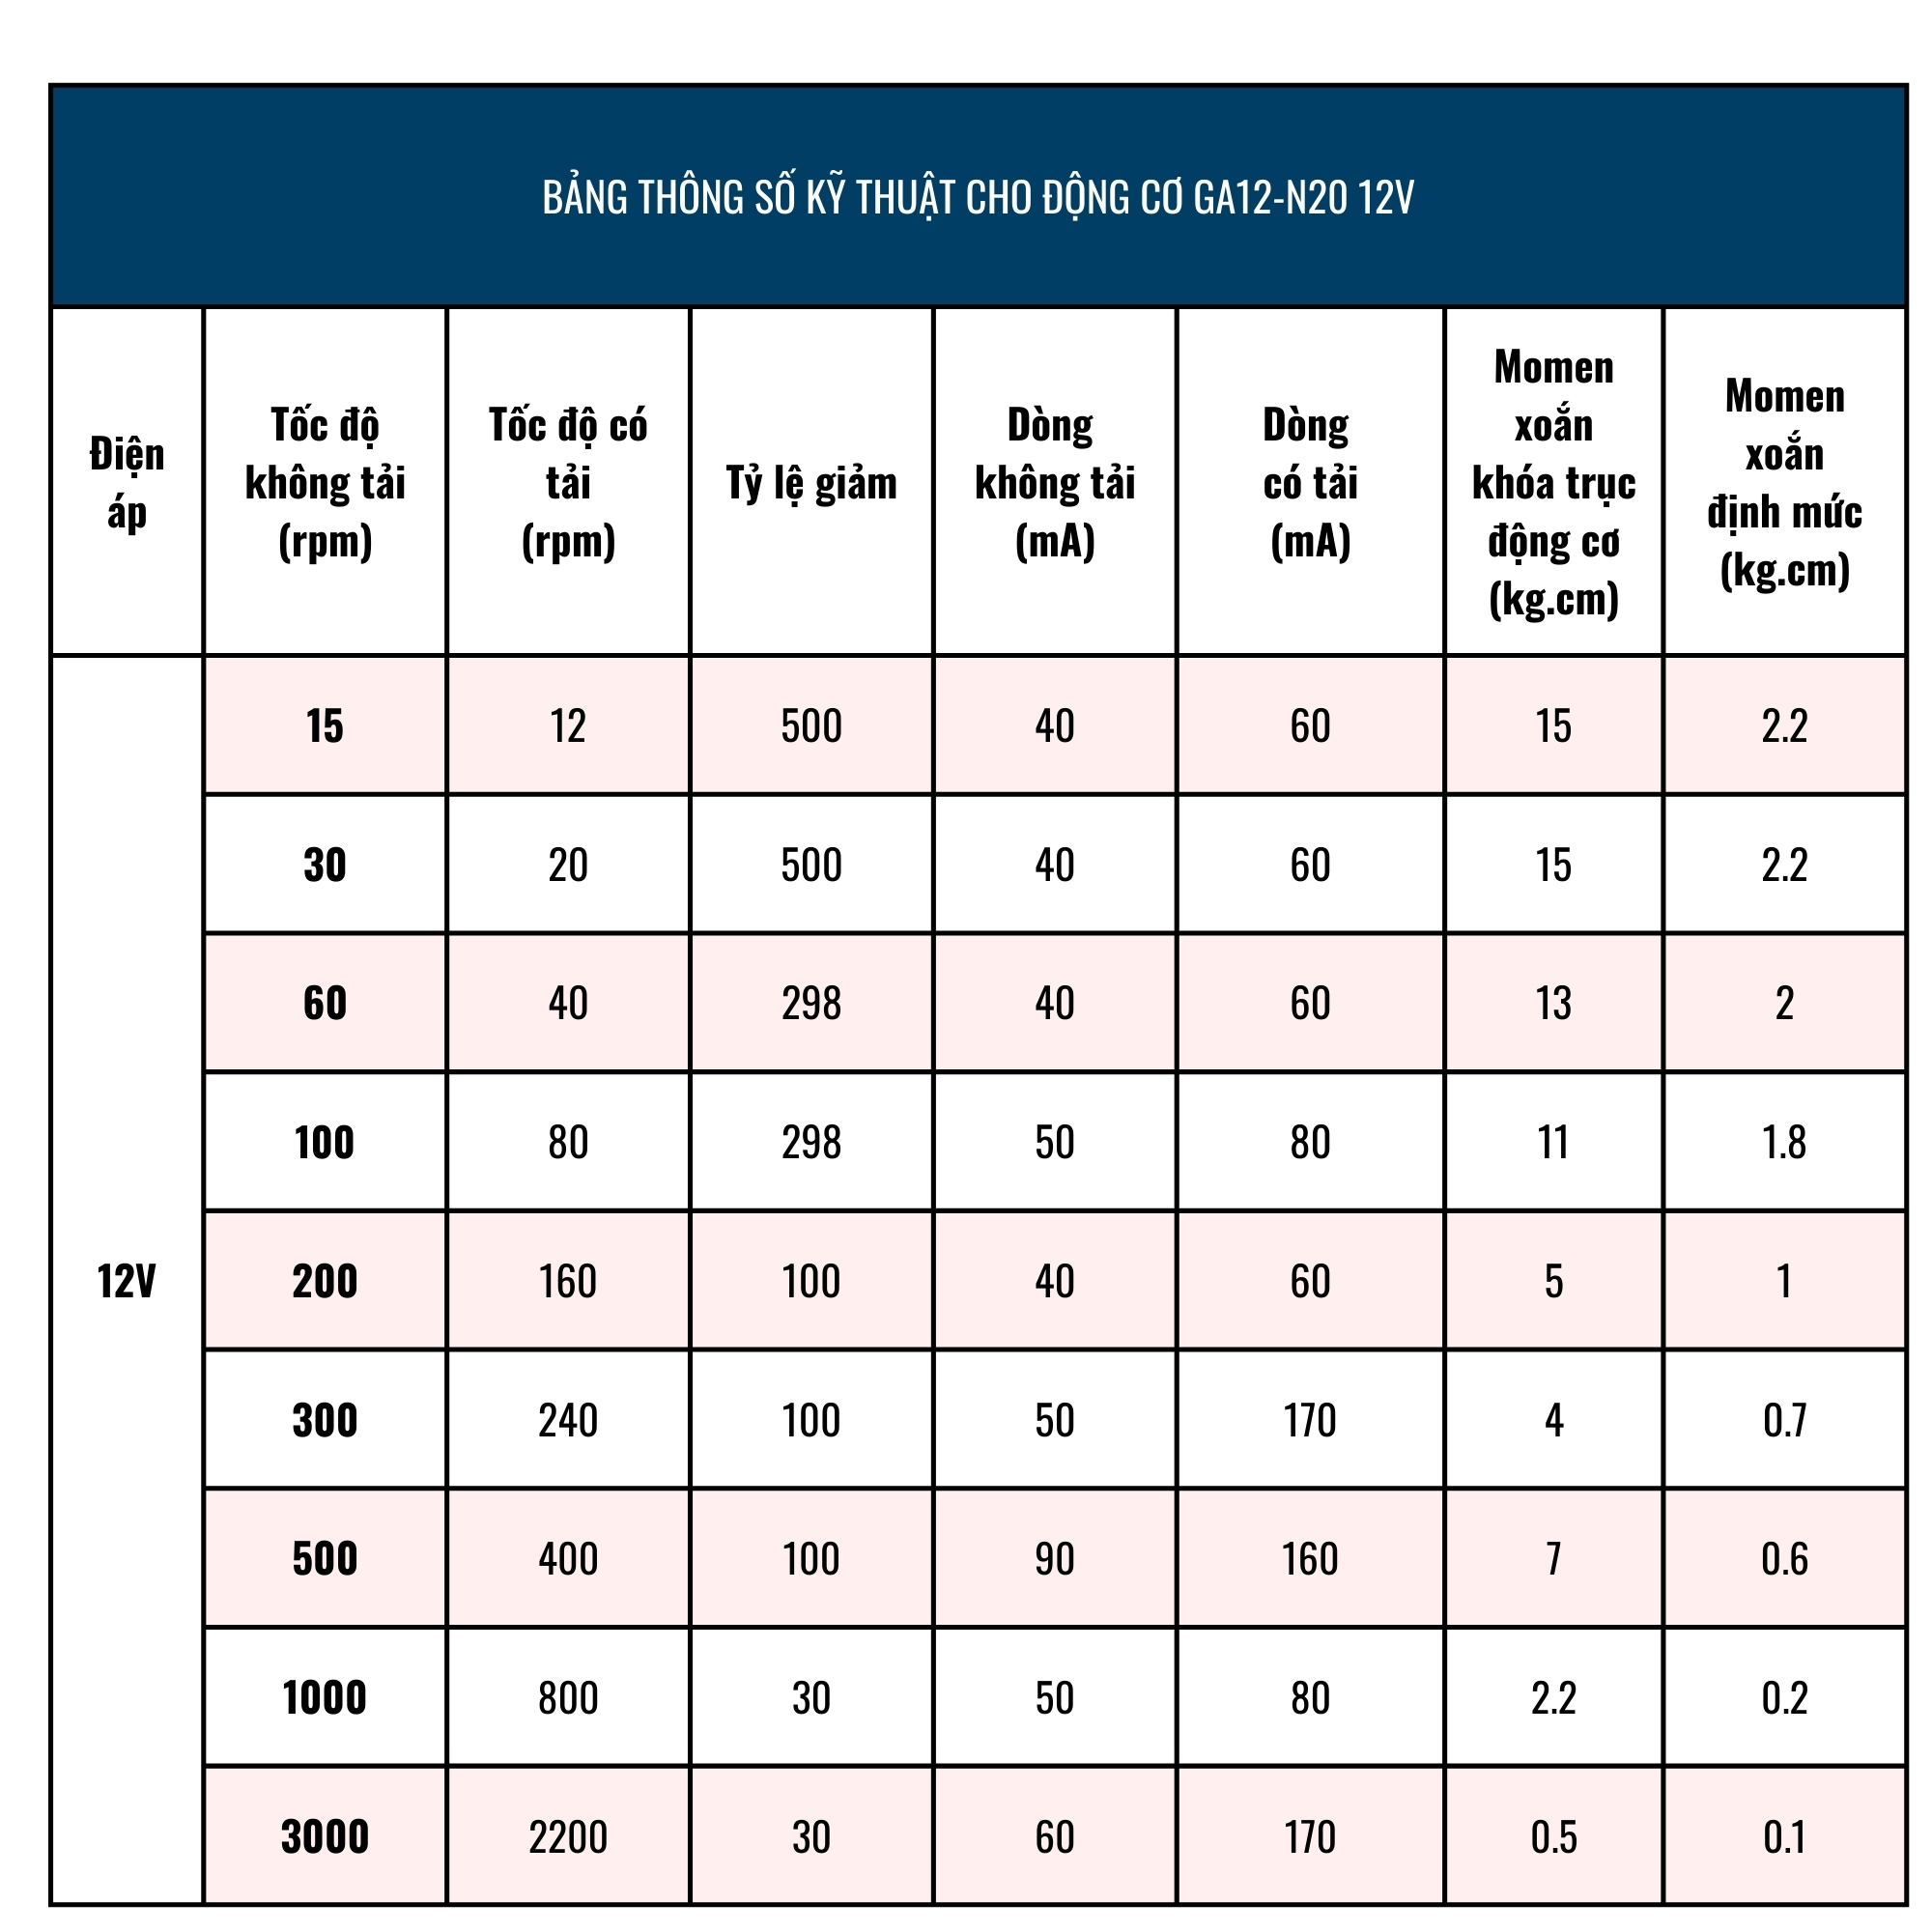 BẢNG THÔNG SỐ KỸ THUẬT CHO ĐỘNG CƠ GA12-N20 12V
Điện
áp
Tốc độ
không tải
(rpm)
Tốc độ có
tải
(rpm)
Tỷ lệ giảm
Dòng
không tải
(mA)
Dòng
có tải
(mA)
Momen
xoắn
khóa trục
động cơ
(kg.cm)
Momen
xoắn
định mức
(kg.cm)
12V
15 12 500 40 60 15 2.2
30 20 500 40 60 15 2.2
60 40 298 40 60 13 2
100 80 298 50 80 11 1.8
200 160 100 40 60 5 1
300 240 100 50 170 4 0.7
500 400 100 90 160 7 0.6
1000 800 30 50 80 2.2 0.2
3000 2200 30 60 170 0.5 0.1